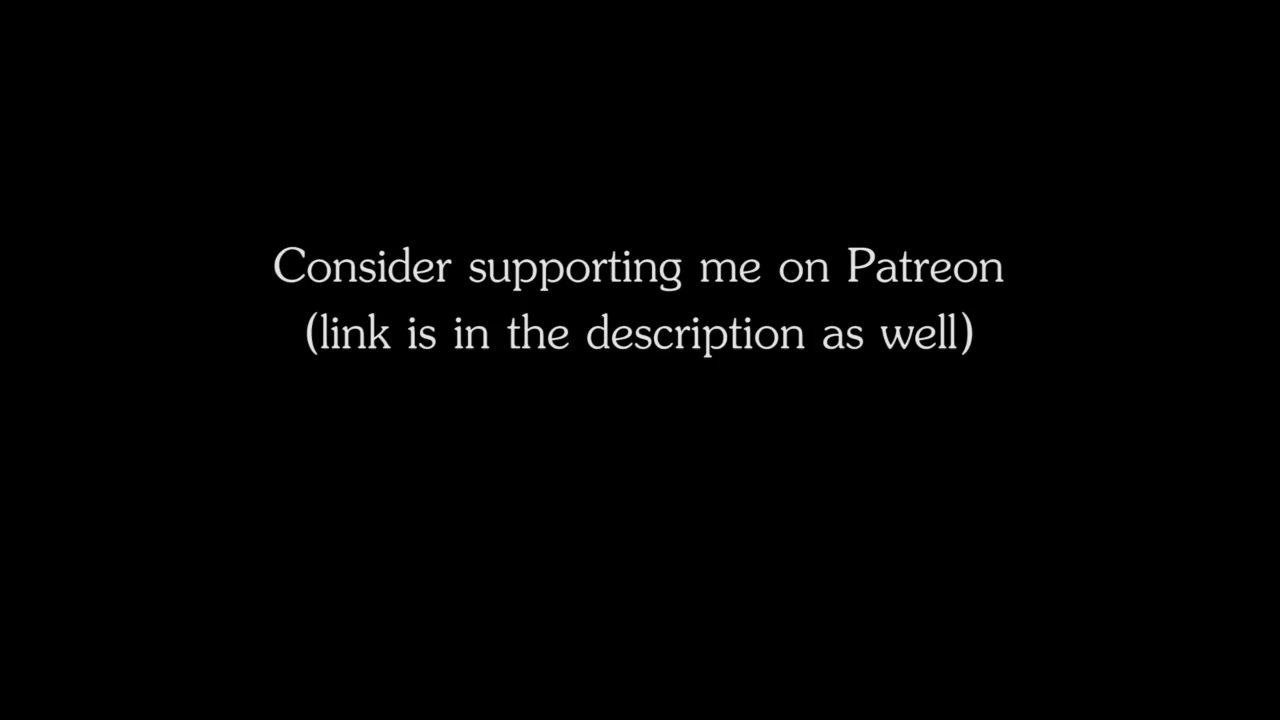 Consider supporting me on Patreon
(link is in the description as well)